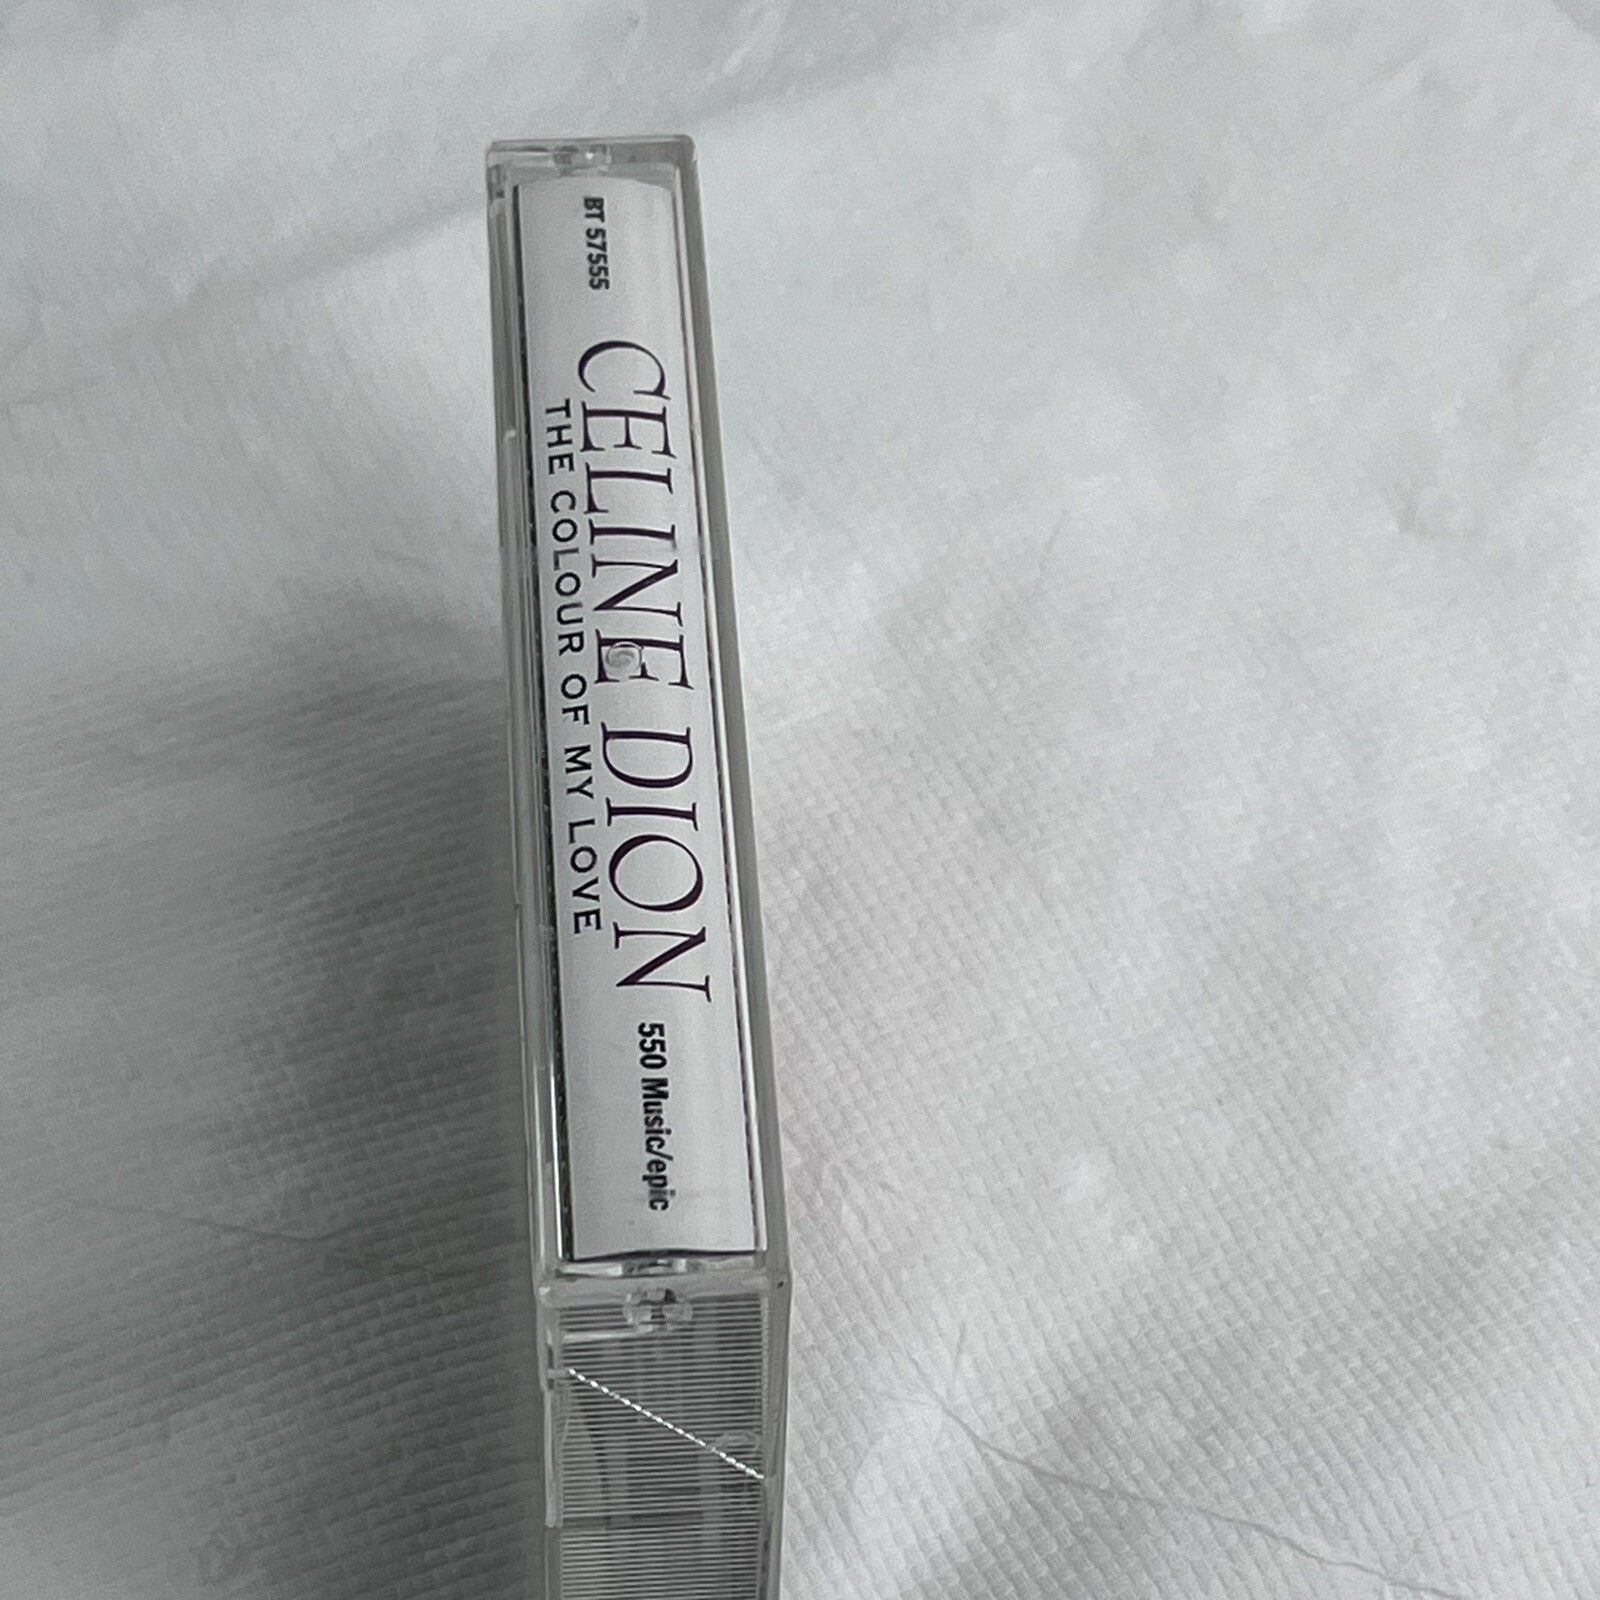 BT 57555
CELINE DION
THE COLOUR OF MY LOVE
550 Music/epic